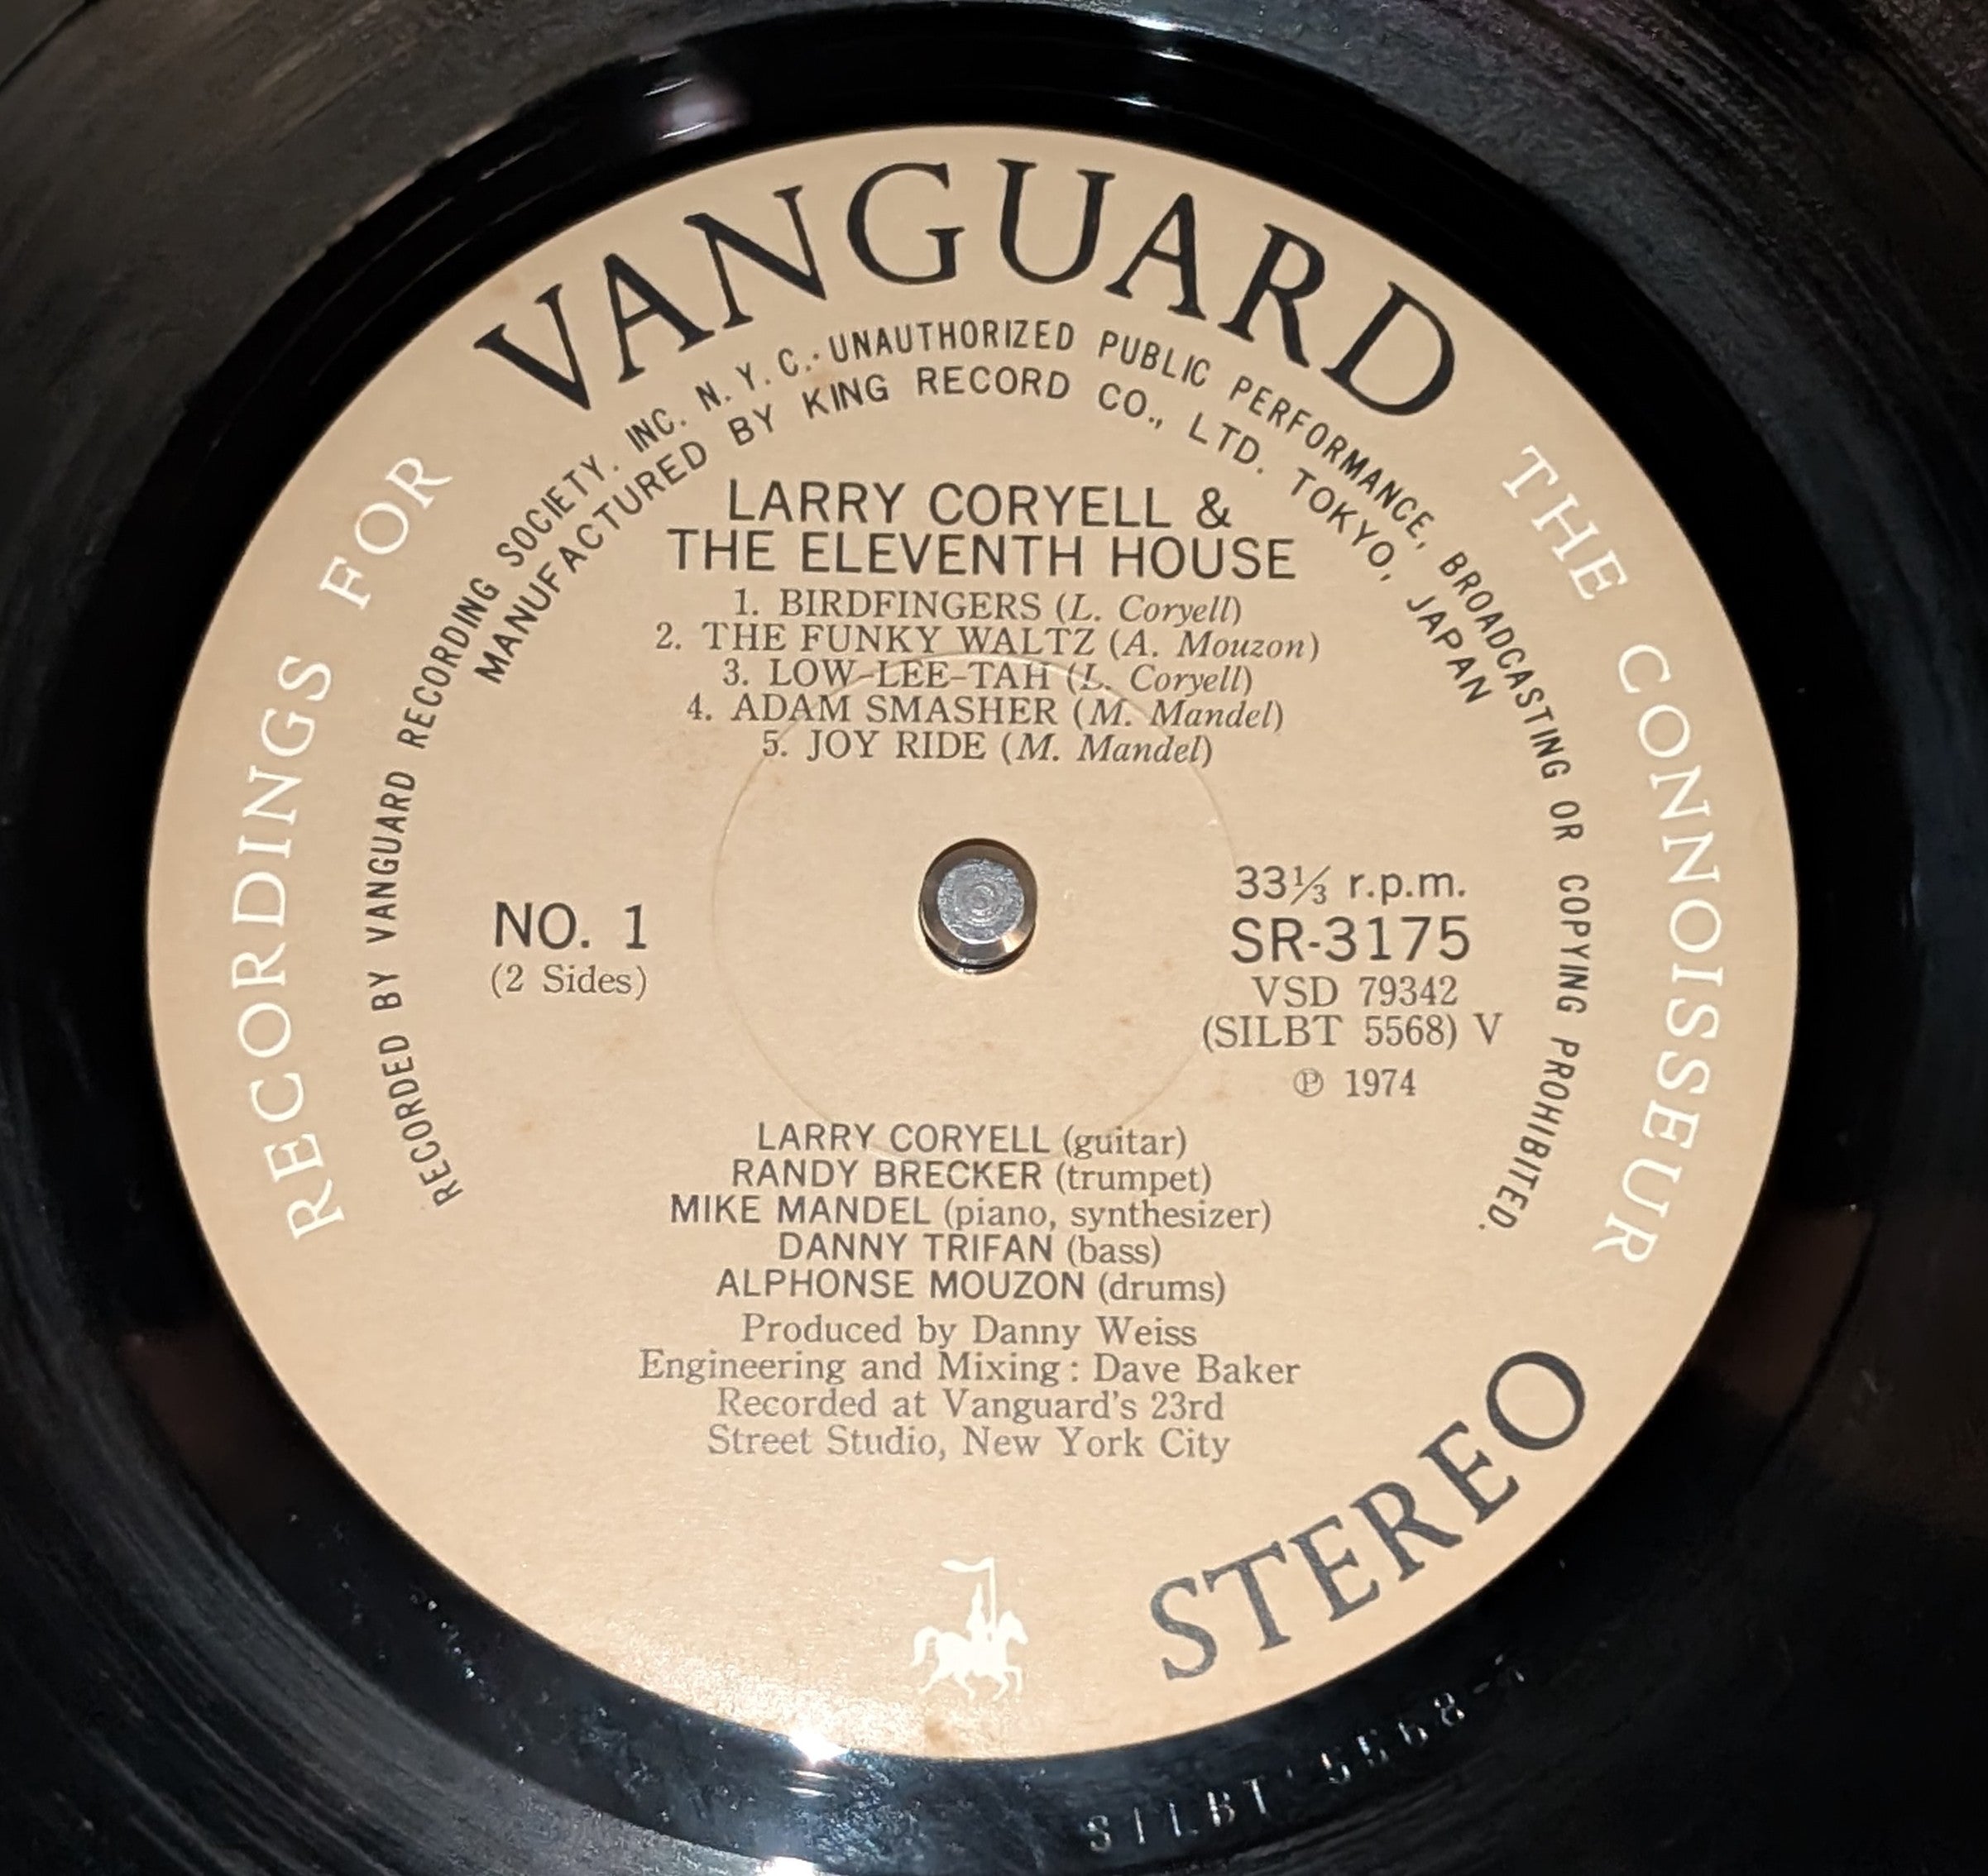 VANGUARD
RECORDINGS FOR THE CONNOISSEUR
RECORDED BY VANGUARD RECORDING SOCIETY. INC. N. Y. C.・UNAUTHORIZED PUBLIC PERFORMANCE, BROADCASTING OR COPYING PROHIBITED.
MANUFACTURED BY KING RECORD CO., LTD. TOKYO, JAPAN
LARRY CORYELL &
THE ELEVENTH HOUSE
1. BIRDFINGERS (L. Coryell)
2. THE FUNKY WALTZ (A. Mouzon)
3. LOW-LEE-TAH (L. Coryell)
4. ADAM SMASHER (M. Mandel)
5. JOY RIDE (M. Mandel)
NO. 1
(2 Sides)
33⅓ r.p.m.
SR-3175
VSD 79342
(SILBT 5568) V
℗ 1974
LARRY CORYELL (guitar)
RANDY BRECKER (trumpet)
MIKE MANDEL (piano, synthesizer)
DANNY TRIFAN (bass)
ALPHONSE MOUZON (drums)
Produced by Danny Weiss
Engineering and Mixing : Dave Baker
Recorded at Vanguard's 23rd
Street Studio, New York City
STEREO
SILBT 5568-